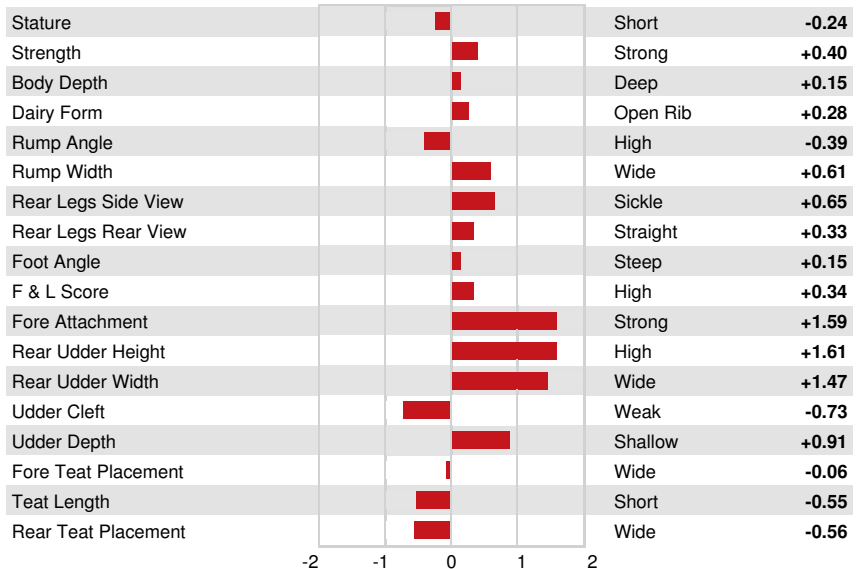 Stature Short -0.24
Strength Strong +0.40
Body Depth Deep +0.15
Dairy Form Open Rib +0.28
Rump Angle High -0.39
Rump Width Wide +0.61
Rear Legs Side View Sickle +0.65
Rear Legs Rear View Straight +0.33
Foot Angle Steep +0.15
F & L Score High +0.34
Fore Attachment Strong +1.59
Rear Udder Height High +1.61
Rear Udder Width Wide +1.47
Udder Cleft Weak -0.73
Udder Depth Shallow +0.91
Fore Teat Placement Wide -0.06
Teat Length Short -0.55
Rear Teat Placement Wide -0.56
-2 -1 0 1 2